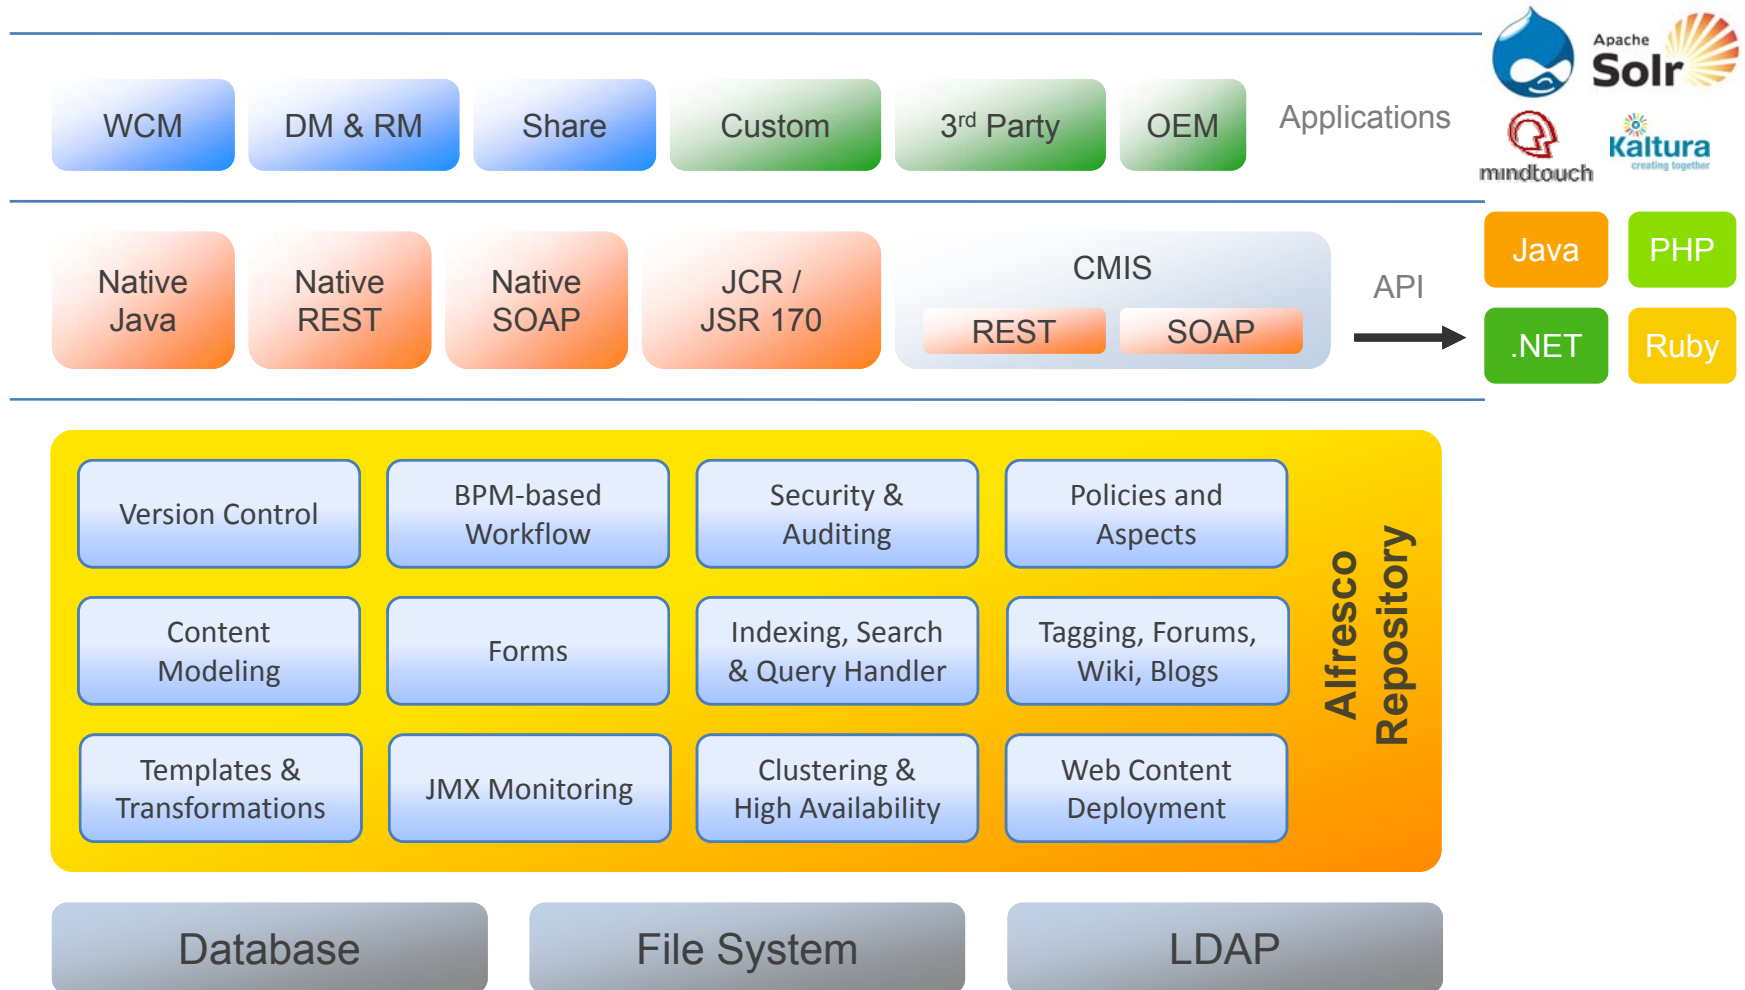 Apache
Solr
WCM
DM & RM
Share
Custom
3rd Party
OEM
Applications
mindtouch
Kaltura
creating together
Native
Java
Native
REST
Native
SOAP
JCR /
JSR 170
CMIS
REST
SOAP
API
Java
PHP
.NET
Ruby
Version Control
BPM-based
Workflow
Security &
Auditing
Policies and
Aspects
Content
Modeling
Forms
Indexing, Search
& Query Handler
Tagging, Forums,
Wiki, Blogs
Templates &
Transformations
JMX Monitoring
Clustering &
High Availability
Web Content
Deployment
Alfresco
Repository
Database
File System
LDAP